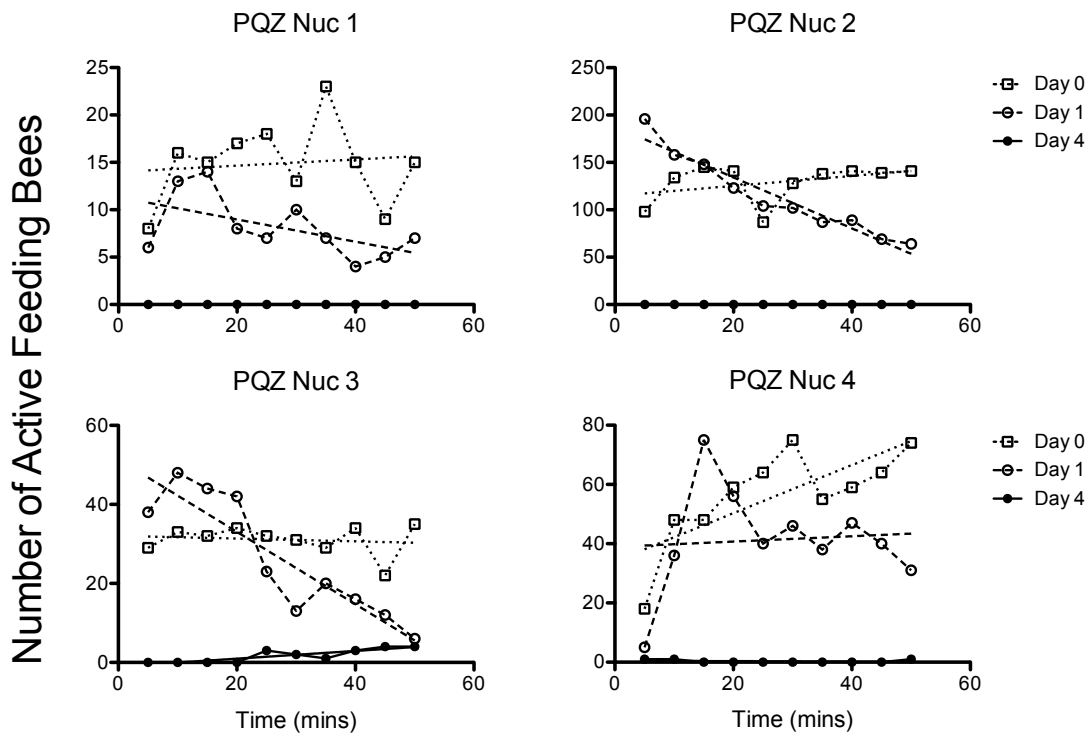 PQZ Nuc 1
PQZ Nuc 2
Number of Active Feeding Bees
25
20
15
10
5
0
0 20 40 60
250
200
150
100
50
0
0 20 40 60
Day 0
Day 1
Day 4
PQZ Nuc 3
PQZ Nuc 4
60
40
20
0
0 20 40 60
Time (mins)
80
60
40
20
0
0 20 40 60
Time (mins)
Day 0
Day 1
Day 4